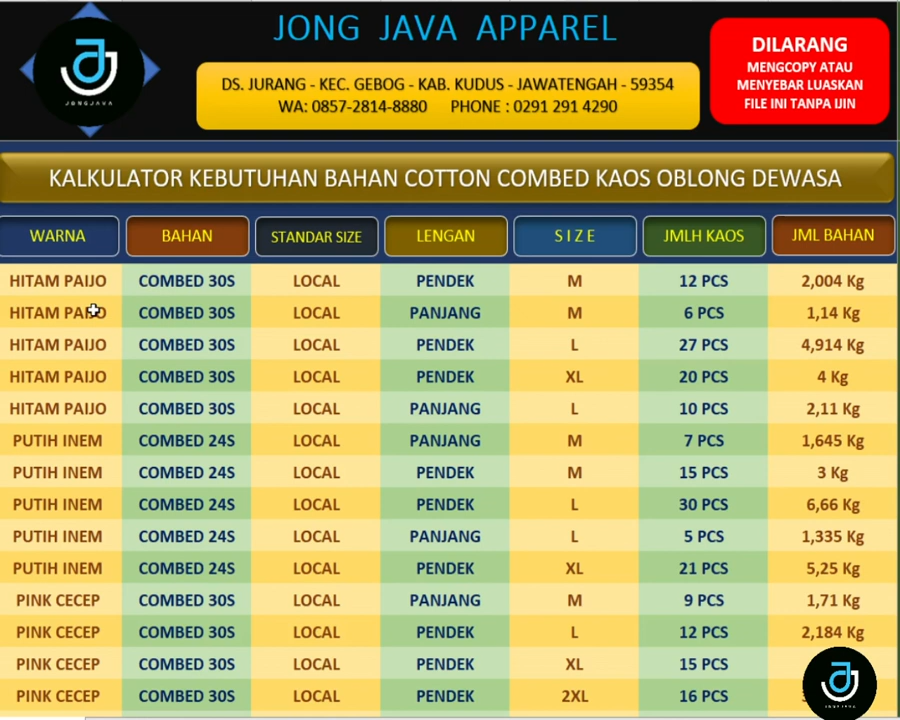 JONG JAVA APPAREL
DS. JURANG - KEC. GEBOG - KAB. KUDUS - JAWATENGAH - 59354
WA: 0857-2814-8880 PHONE : 0291 291 4290
DILARANG
MENGCOPY ATAU
MENYEBAR LUASKAN
FILE INI TANPA IJIN
JONGJAVA
KALKULATOR KEBUTUHAN BAHAN COTTON COMBED KAOS OBLONG DEWASA
WARNA BAHAN STANDAR SIZE LENGAN S I Z E JMLH KAOS JML BAHAN
HITAM PAIJO COMBED 30S LOCAL PENDEK M 12 PCS 2,004 Kg
HITAM PAIJO COMBED 30S LOCAL PANJANG M 6 PCS 1,14 Kg
HITAM PAIJO COMBED 30S LOCAL PENDEK L 27 PCS 4,914 Kg
HITAM PAIJO COMBED 30S LOCAL PENDEK XL 20 PCS 4 Kg
HITAM PAIJO COMBED 30S LOCAL PANJANG L 10 PCS 2,11 Kg
PUTIH INEM COMBED 24S LOCAL PANJANG M 7 PCS 1,645 Kg
PUTIH INEM COMBED 24S LOCAL PENDEK M 15 PCS 3 Kg
PUTIH INEM COMBED 24S LOCAL PENDEK L 30 PCS 6,66 Kg
PUTIH INEM COMBED 24S LOCAL PANJANG L 5 PCS 1,335 Kg
PUTIH INEM COMBED 24S LOCAL PENDEK XL 21 PCS 5,25 Kg
PINK CECEP COMBED 30S LOCAL PANJANG M 9 PCS 1,71 Kg
PINK CECEP COMBED 30S LOCAL PENDEK L 12 PCS 2,184 Kg
PINK CECEP COMBED 30S LOCAL PENDEK XL 15 PCS
PINK CECEP COMBED 30S LOCAL PENDEK 2XL 16 PCS
JONGJAVA